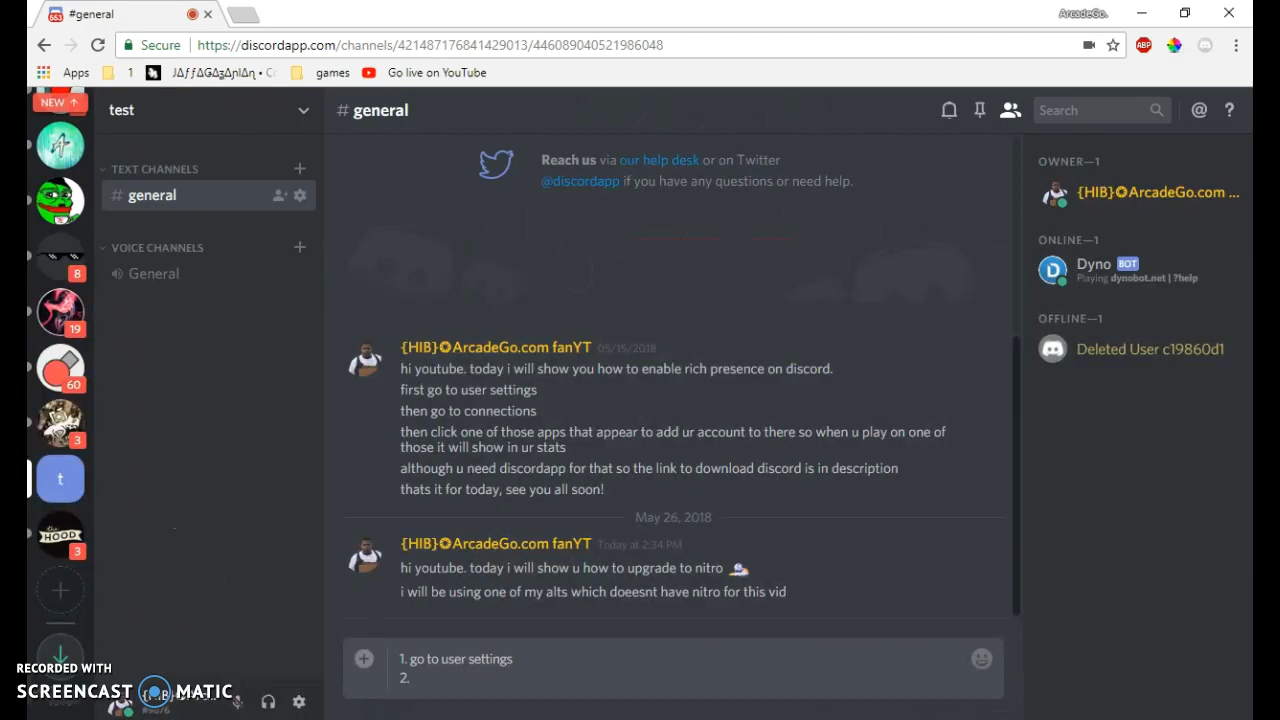 #general
ArcadeGo.
Secure
https://discordapp.com/channels/421487176841429013/446089040521986048
ABP
Apps
1
games
Go live on YouTube
NEW ↑
test
# general
Search
@
?
Reach us via our help desk or on Twitter
@discordapp if you have any questions or need help.
TEXT CHANNELS
# general
VOICE CHANNELS
General
8
19
60
3
t
the
HOOD
3
OWNER—1
{HIB}✪ArcadeGo.com ...
ONLINE—1
Dyno BOT
Playing dynobot.net | ?help
OFFLINE—1
Deleted User c19860d1
{HIB}✪ArcadeGo.com fanYT 05/15/2018
hi youtube. today i will show you how to enable rich presence on discord.
first go to user settings
then go to connections
then click one of those apps that appear to add ur account to there so when u play on one of
those it will show in ur stats
although u need discordapp for that so the link to download discord is in description
thats it for today, see you all soon!
May 26, 2018
{HIB}✪ArcadeGo.com fanYT Today at 2:34 PM
hi youtube. today i will show u how to upgrade to nitro
i will be using one of my alts which doeesnt have nitro for this vid
1. go to user settings
2.
RECORDED WITH
SCREENCAST MATIC